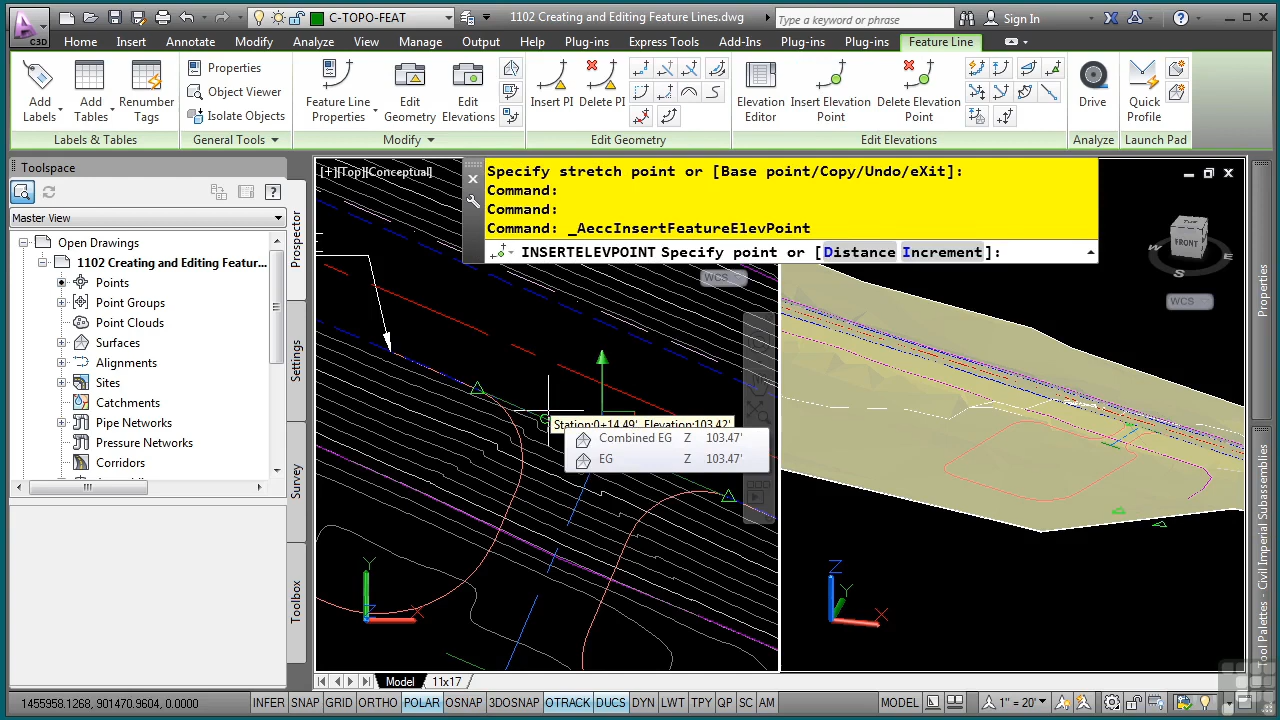 C-TOPO-FEAT
1102 Creating and Editing Feature Lines.dwg
Type a keyword or phrase
Sign In
C3D
Home Insert Annotate Modify Analyze View Manage Output Help Plug-ins Express Tools Add-Ins Plug-ins Plug-ins Feature Line
Add Labels
Add Tables
Renumber Tags
Properties
Object Viewer
Isolate Objects
Feature Line Properties
Edit Geometry
Edit Elevations
Insert PI
Delete PI
Elevation Editor
Insert Elevation Point
Delete Elevation Point
Drive
Quick Profile
Labels & Tables
General Tools
Modify
Edit Geometry
Edit Elevations
Analyze
Launch Pad
Toolspace
Master View
Open Drawings
1102 Creating and Editing Featur...
Points
Point Groups
Point Clouds
Surfaces
Alignments
Sites
Catchments
Pipe Networks
Pressure Networks
Corridors
Prospector
Settings
Survey
Toolbox
[+][Top][Conceptual]
Specify stretch point or [Base point/Copy/Undo/eXit]:
Command:
Command:
Command: _AeccInsertFeatureElevPoint
INSERTELEVPOINT Specify point or [Distance Increment]:
WCS
Station:0+14.49', Elevation:103.42'
Combined EG Z 103.47'
EG Z 103.47'
Y
Z
X
TOP
FRONT
W
S
E
WCS
Z
Y
X
Properties
Tool Palettes - Civil Imperial Subassemblies
Model 11x17
1455958.1268, 901470.9604, 0.0000
INFER SNAP GRID ORTHO POLAR OSNAP 3DOSNAP OTRACK DUCS DYN LWT TPY QP SC AM
MODEL
1" = 20'